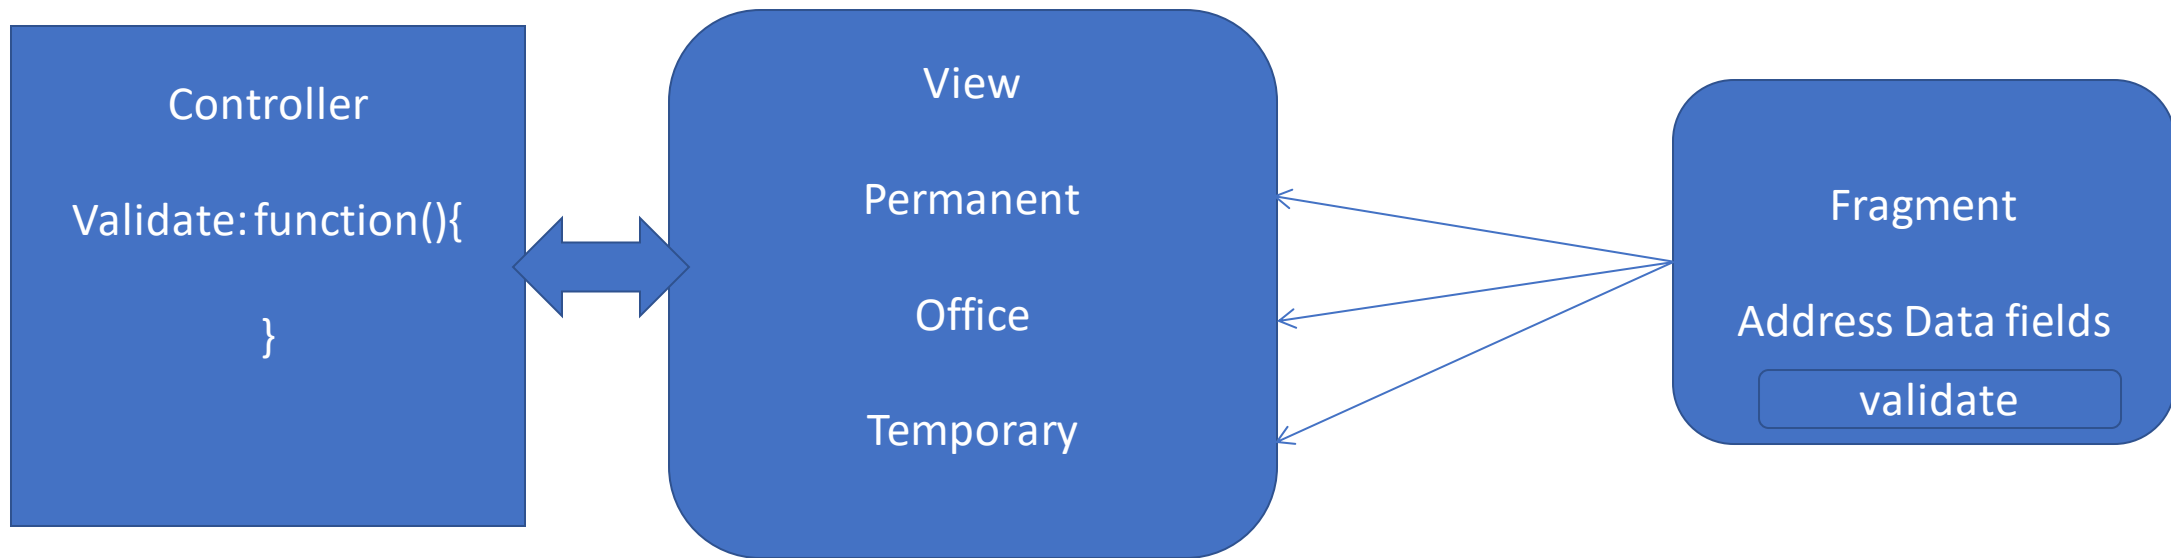 Controller
Validate: function(){
}
View
Permanent
Office
Temporary
Fragment
Address Data fields
validate